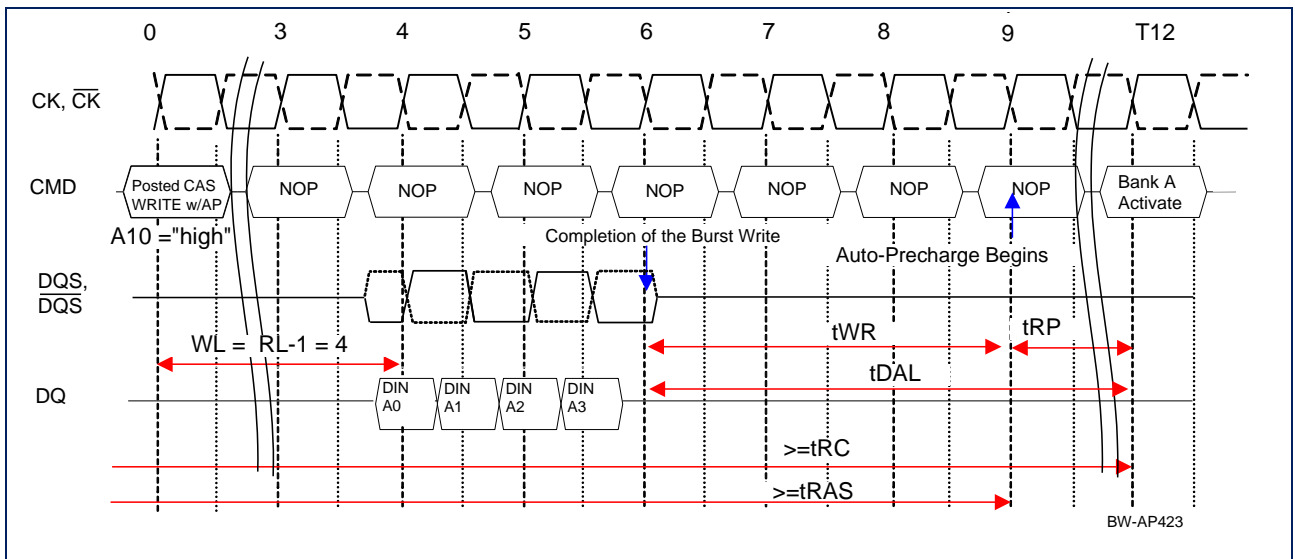 0 3 4 5 6 7 8 9 T12
CK, CK
CMD
Posted CAS
WRITE w/AP
NOP NOP NOP NOP NOP NOP NOP
Bank A
Activate
A10 ="high"
Completion of the Burst Write
Auto-Precharge Begins
DQS,
DQS
WL = RL-1 = 4
tWR
tRP
tDAL
DQ
DIN
A0
DIN
A1
DIN
A2
DIN
A3
>=tRC
>=tRAS
BW-AP423